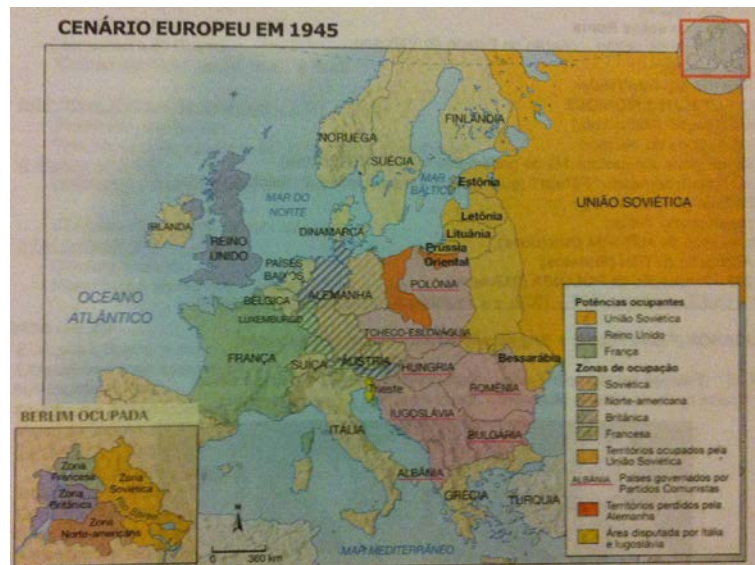 CENÁRIO EUROPEU EM 1945
FINLÂNDIA
NORUEGA
SUÉCIA
MAR
BÁLTICO
Estônia
MAR DO
NORTE
UNIÃO SOVIÉTICA
Letônia
IRLANDA
DINAMARCA
Lituânia
REINO
UNIDO
Prússia
Oriental
PAÍSES
BAIXOS
POLÔNIA
ALEMANHA
OCEANO
ATLÂNTICO
BÉLGICA
LUXEMBURGO
TCHECO-ESLOVÁQUIA
FRANÇA
SUÍÇA
ÁUSTRIA
HUNGRIA
Bessarábia
Trieste
ROMÊNIA
IUGOSLÁVIA
ITÁLIA
BULGÁRIA
ALBÂNIA
GRÉCIA
TURQUIA
MAR MEDITERRÂNEO
0 360 km
BERLIM OCUPADA
Zona
Francesa
Zona
Soviética
Zona
Britânica
Zona
Norte-americana
Potências ocupantes
União Soviética
Reino Unido
França
Zonas de ocupação
Soviética
Norte-americana
Britânica
Francesa
Territórios ocupados pela
União Soviética
ALBÂNIA Países governados por
Partidos Comunistas
Territórios perdidos pela
Alemanha
Área disputada por Itália
e Iugoslávia